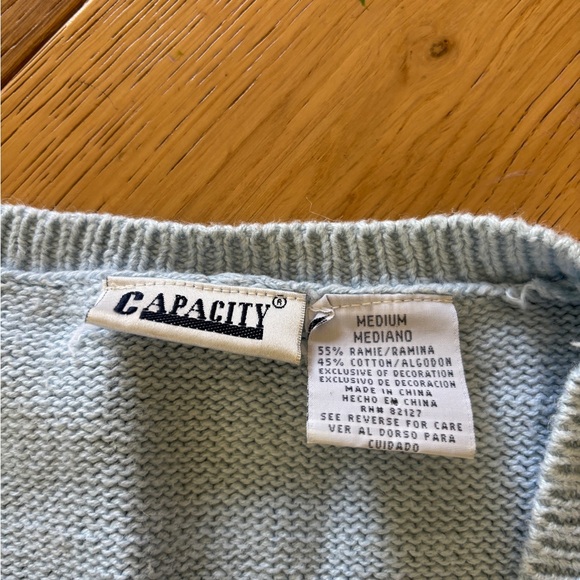 CAPACITY®
MEDIUM
MEDIANO
55% RAMIE/RAMINA
45% COTTON/ALGODON
EXCLUSIVE OF DECORATION
EXCLUSIVO DE DECORACION
MADE IN CHINA
HECHO EN CHINA
RN# 82127
SEE REVERSE FOR CARE
VER AL DORSO PARA
CUIDADO